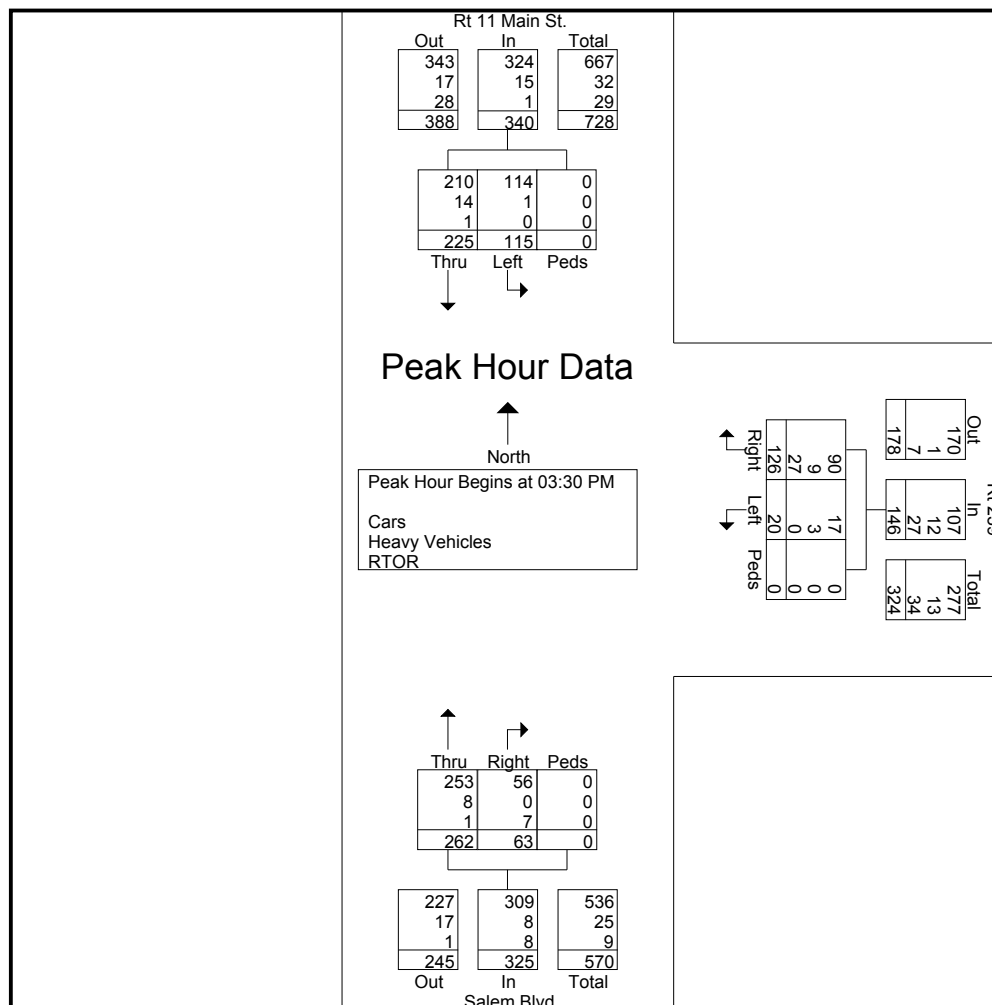 Rt 11 Main St.
Out In Total
343 324 667
17 15 32
28 1 29
388 340 728
210 114 0
14 1 0
1 0 0
225 115 0
Thru Left Peds
Peak Hour Data
North
Peak Hour Begins at 03:30 PM
Cars
Heavy Vehicles
RTOR
Right Left Peds
126 20 0
27 0 0
9 3 0
90 17 0
Out In Total
170 107 277
1 12 13
7 27 34
178 146 324
Thru Right Peds
253 56 0
8 0 0
1 7 0
262 63 0
227 309 536
17 8 25
1 8 9
245 325 570
Out In Total
Salem Blvd